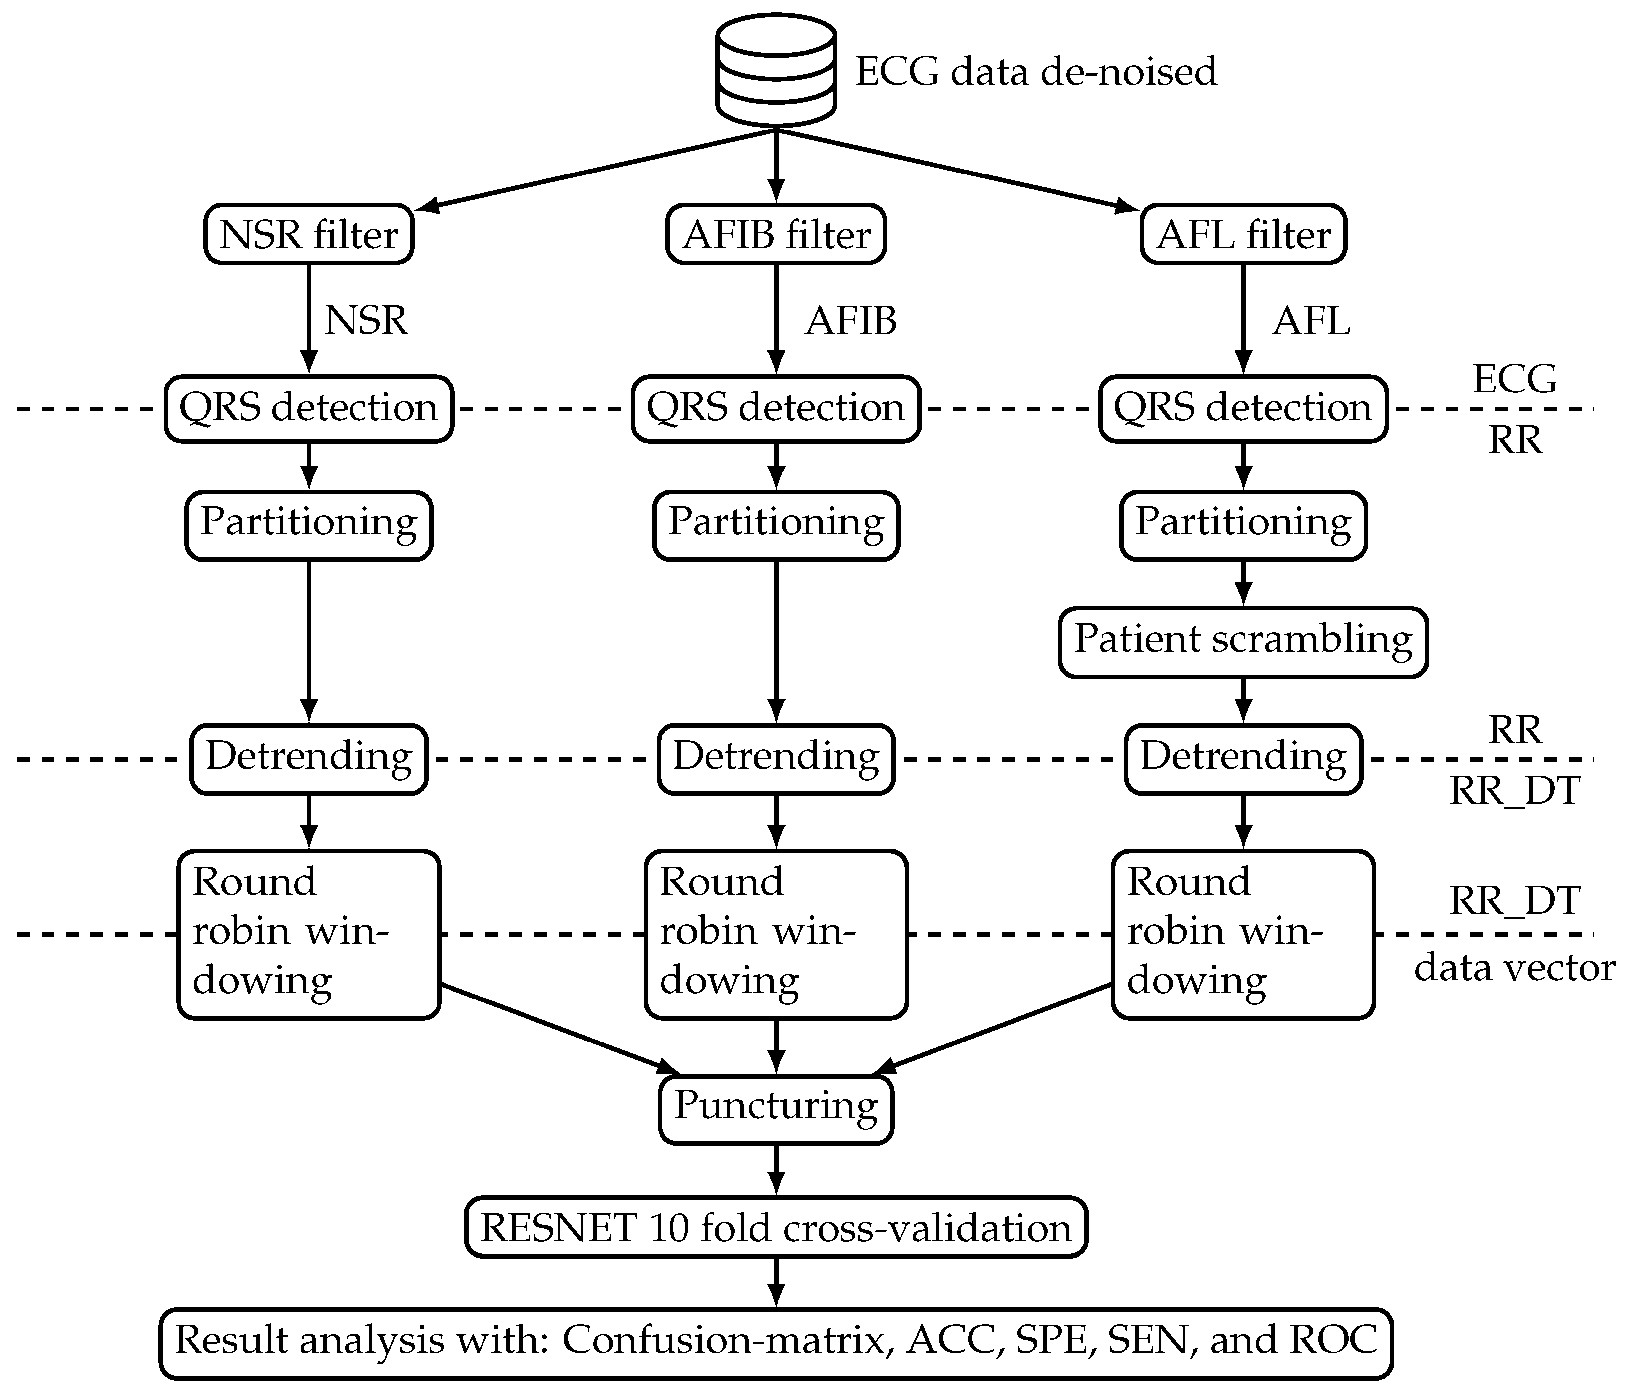 ECG data de-noised
NSR filter
AFIB filter
AFL filter
NSR
AFIB
AFL
ECG
QRS detection
QRS detection
QRS detection
RR
Partitioning
Partitioning
Partitioning
Patient scrambling
RR
Detrending
Detrending
Detrending
RR_DT
Round
robin win-
dowing
Round
robin win-
dowing
Round
robin win-
dowing
RR_DT
data vector
Puncturing
RESNET 10 fold cross-validation
Result analysis with: Confusion-matrix, ACC, SPE, SEN, and ROC